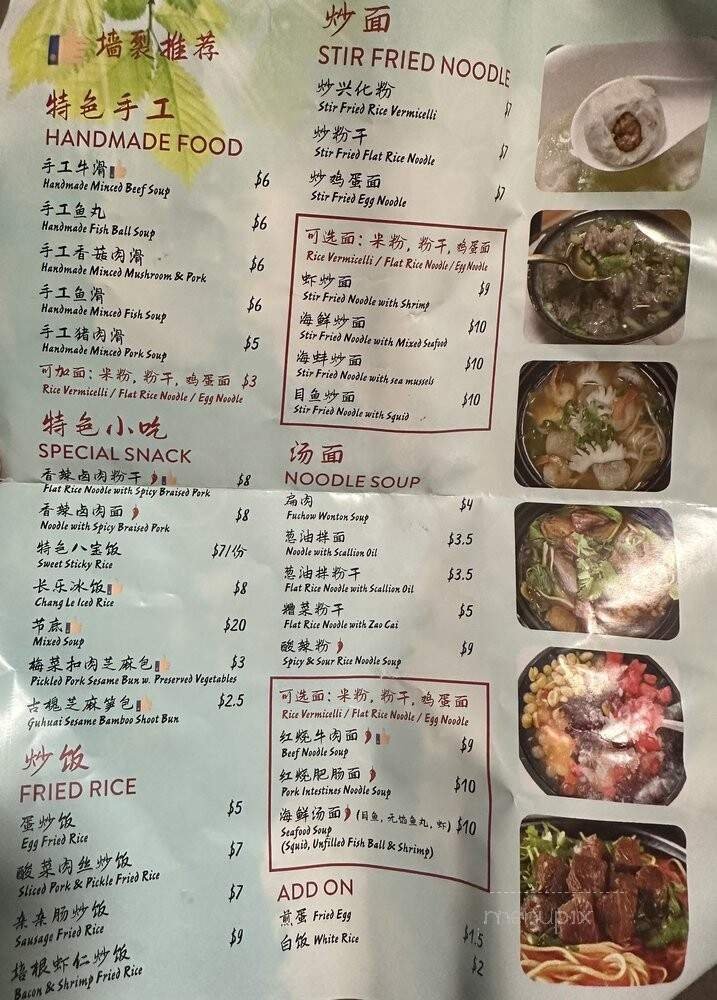 墙裂推荐
特色手工
HANDMADE FOOD
手工牛滑 $6
Handmade Minced Beef Soup
手工鱼丸 $6
Handmade Fish Ball Soup
手工香菇肉滑 $6
Handmade Minced Mushroom & Pork
手工鱼滑 $6
Handmade Minced Fish Soup
手工猪肉滑 $5
Handmade Minced Pork Soup
可加面：米粉，粉干，鸡蛋面 $3
Rice Vermicelli / Flat Rice Noodle / Egg Noodle
特色小吃
SPECIAL SNACK
香辣卤肉粉干 $8
Flat Rice Noodle with Spicy Braised Pork
香辣卤肉面 $8
Noodle with Spicy Braised Pork
特色八宝饭 $7/份
Sweet Sticky Rice
长乐冰饭 $8
Chang Le Iced Rice
节底 $20
Mixed Soup
梅菜扣肉芝麻包 $3
Pickled Pork Sesame Bun w. Preserved Vegetables
古槐芝麻笋包 $2.5
Guhuai Sesame Bamboo Shoot Bun
炒饭
FRIED RICE
蛋炒饭 $5
Egg Fried Rice
酸菜肉丝炒饭 $7
Sliced Pork & Pickle Fried Rice
亲亲肠炒饭 $7
Sausage Fried Rice
培根虾仁炒饭 $9
Bacon & Shrimp Fried Rice
炒面
STIR FRIED NOODLE
炒兴化粉 $7
Stir Fried Rice Vermicelli
炒粉干 $7
Stir Fried Flat Rice Noodle
炒鸡蛋面 $7
Stir Fried Egg Noodle
可选面：米粉，粉干，鸡蛋面
Rice Vermicelli / Flat Rice Noodle / Egg Noodle
虾炒面 $9
Stir Fried Noodle with Shrimp
海鲜炒面 $10
Stir Fried Noodle with Mixed Seafood
海蚌炒面 $10
Stir Fried Noodle with sea mussels
目鱼炒面 $10
Stir Fried Noodle with Squid
汤面
NOODLE SOUP
扁肉 $4
Fuchow Wonton Soup
葱油拌面 $3.5
Noodle with Scallion Oil
葱油拌粉干 $3.5
Flat Rice Noodle with Scallion Oil
糟菜粉干 $5
Flat Rice Noodle with Zao Cai
酸辣粉 $9
Spicy & Sour Rice Noodle Soup
可选面：米粉，粉干，鸡蛋面
Rice Vermicelli / Flat Rice Noodle / Egg Noodle
红烧牛肉面 $9
Beef Noodle Soup
红烧肥肠面 $10
Pork Intestines Noodle Soup
海鲜汤面 (目鱼，无馅鱼丸，虾) $10
Seafood Soup
(Squid, Unfilled Fish Ball & Shrimp)
ADD ON
煎蛋 Fried Egg $1.5
白饭 White Rice $2
menupix